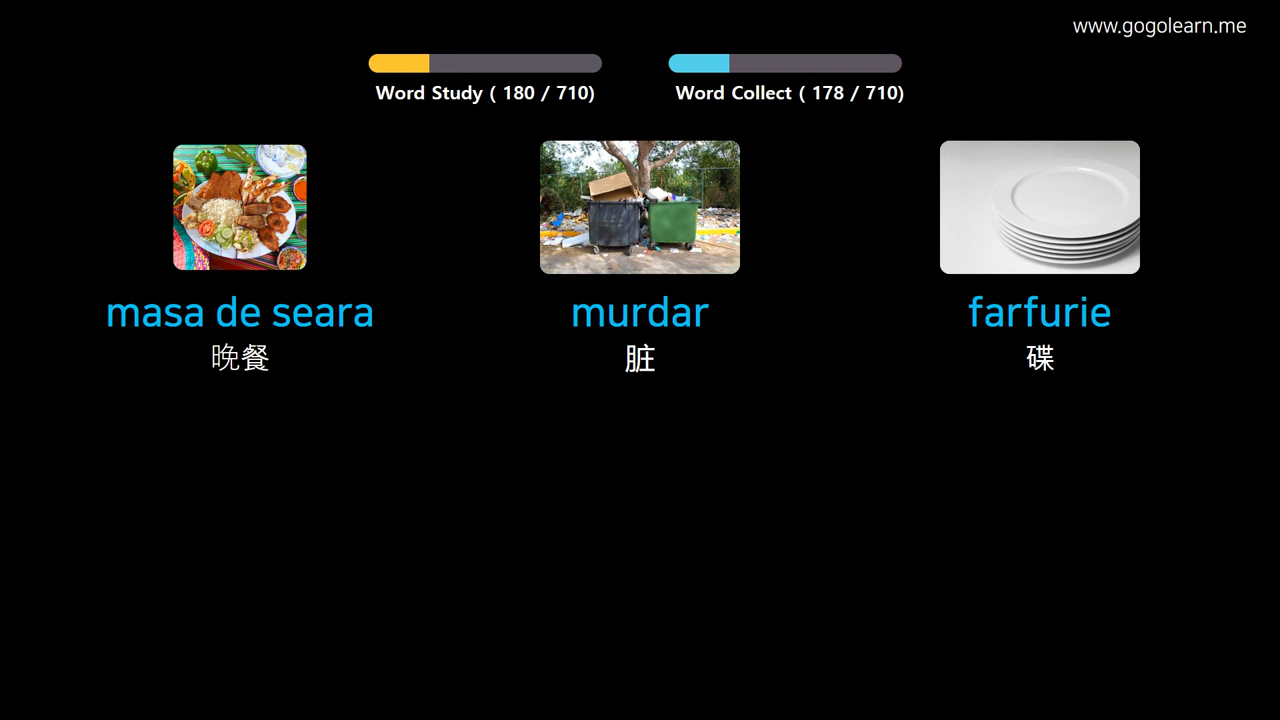 www.gogolearn.me
Word Study ( 180 / 710)
Word Collect ( 178 / 710)
masa de seara
murdar
farfurie
晚餐
脏
碟